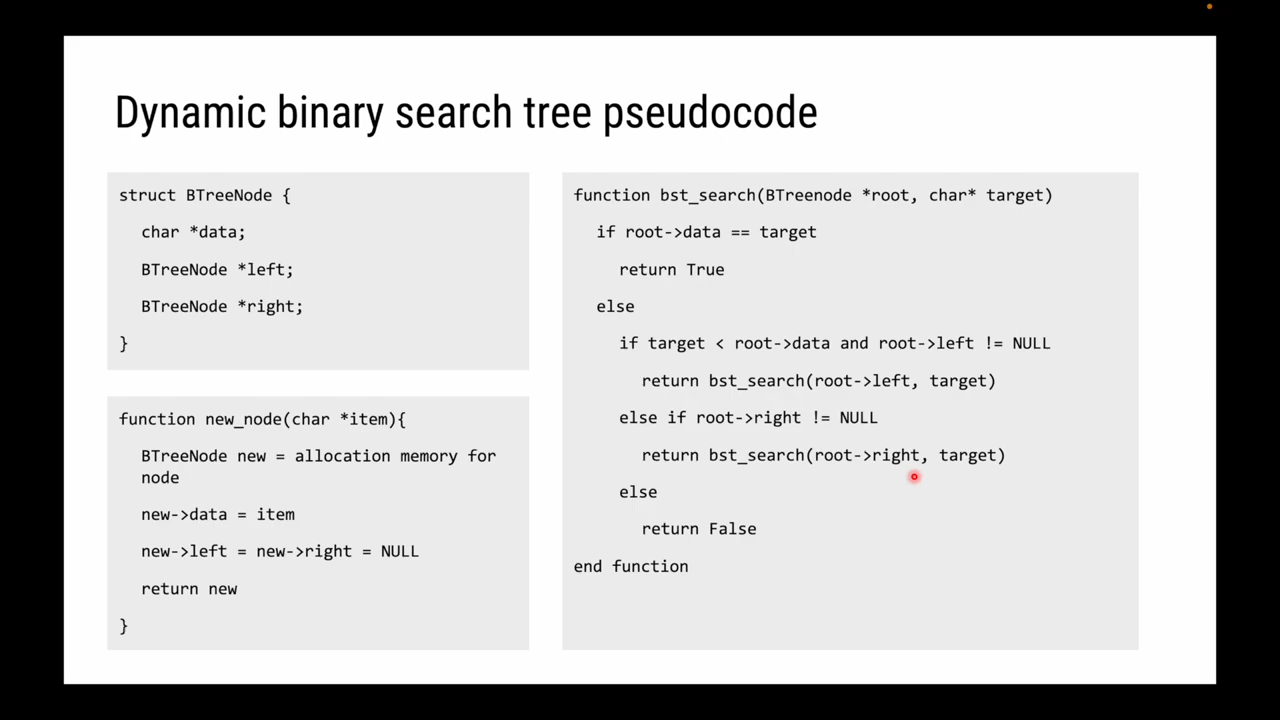 Dynamic binary search tree pseudocode
struct BTreeNode {
char *data;
BTreeNode *left;
BTreeNode *right;
}
function new_node(char *item){
BTreeNode new = allocation memory for
node
new->data = item
new->left = new->right = NULL
return new
}
function bst_search(BTreenode *root, char* target)
if root->data == target
return True
else
if target < root->data and root->left != NULL
return bst_search(root->left, target)
else if root->right != NULL
return bst_search(root->right, target)
else
return False
end function